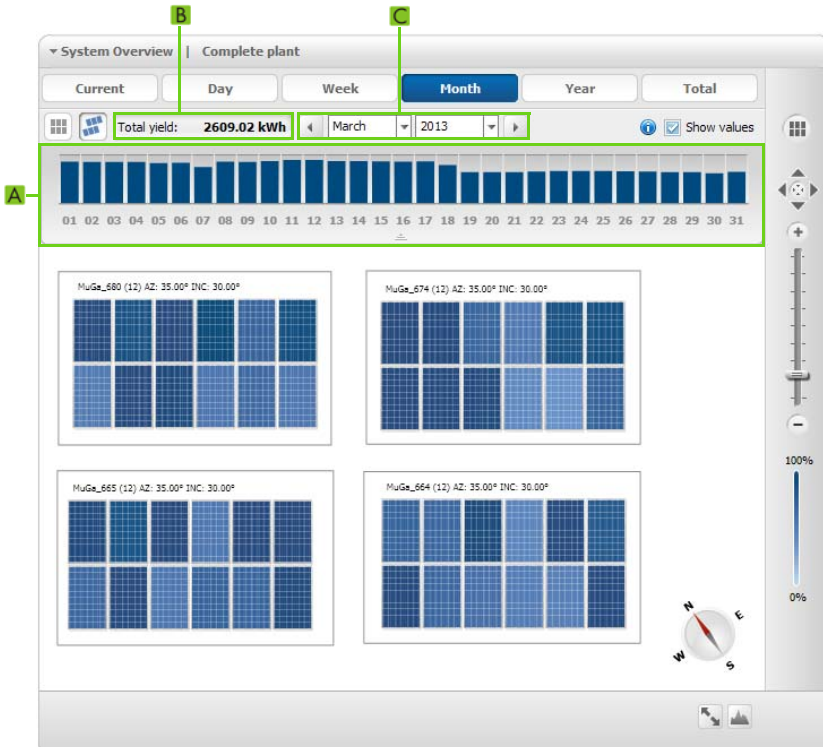 B C
System Overview | Complete plant
Current Day Week Month Year Total
Total yield: 2609.02 kWh March 2013 Show values
A
01 02 03 04 05 06 07 08 09 10 11 12 13 14 15 16 17 18 19 20 21 22 23 24 25 26 27 28 29 30 31
MuGa_680 (12) AZ: 35.00° INC: 30.00°
MuGa_674 (12) AZ: 35.00° INC: 30.00°
100%
MuGa_665 (12) AZ: 35.00° INC: 30.00°
MuGa_664 (12) AZ: 35.00° INC: 30.00°
0%
N E
W S